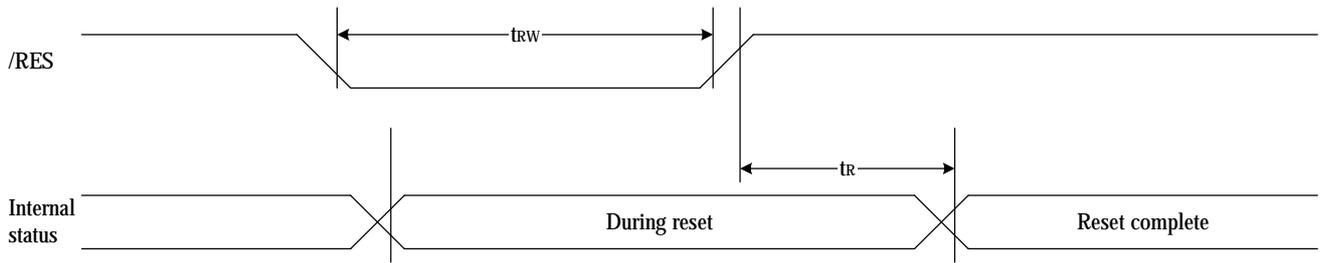 tRW
/RES
tR
Internal
status
During reset
Reset complete